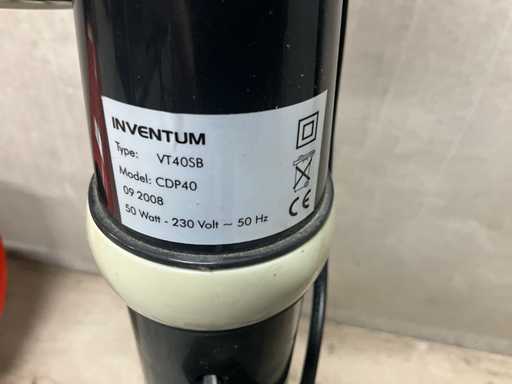 INVENTUM
Type: VT40SB
Model: CDP40
09 2008
50 Watt - 230 Volt ~ 50 Hz
CE